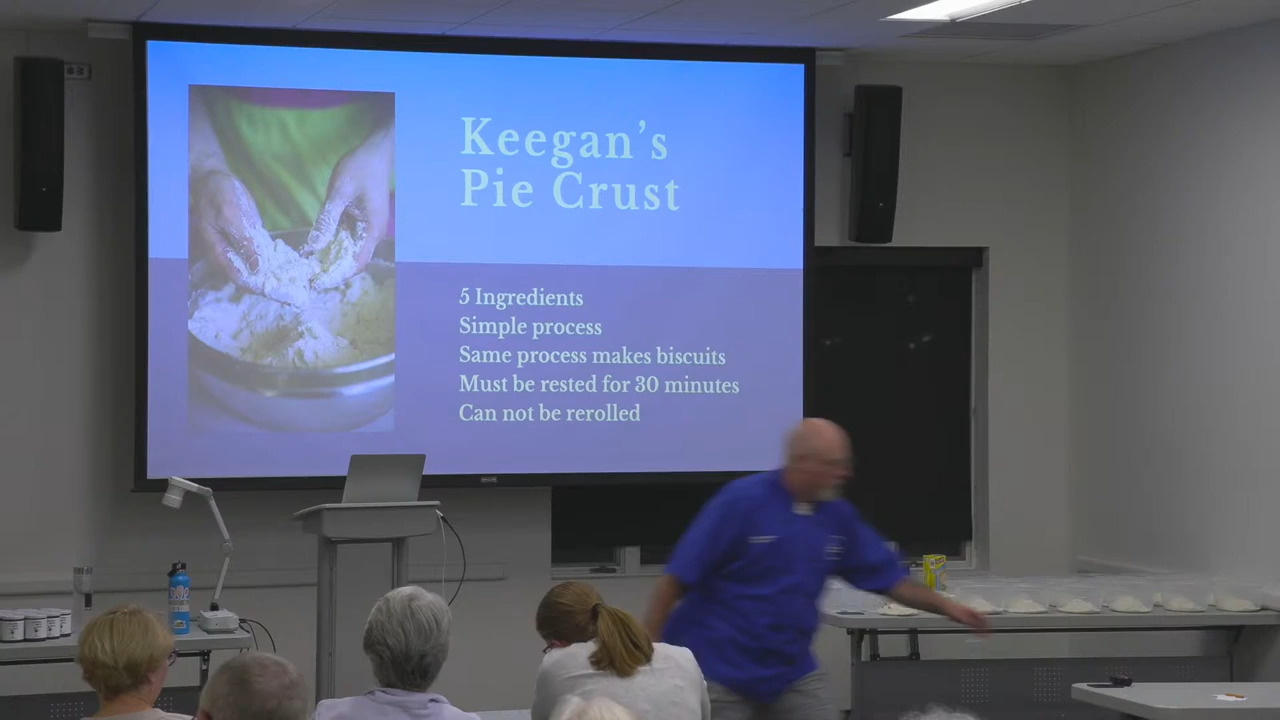 Keegan's
Pie Crust
5 Ingredients
Simple process
Same process makes biscuits
Must be rested for 30 minutes
Can not be rerolled